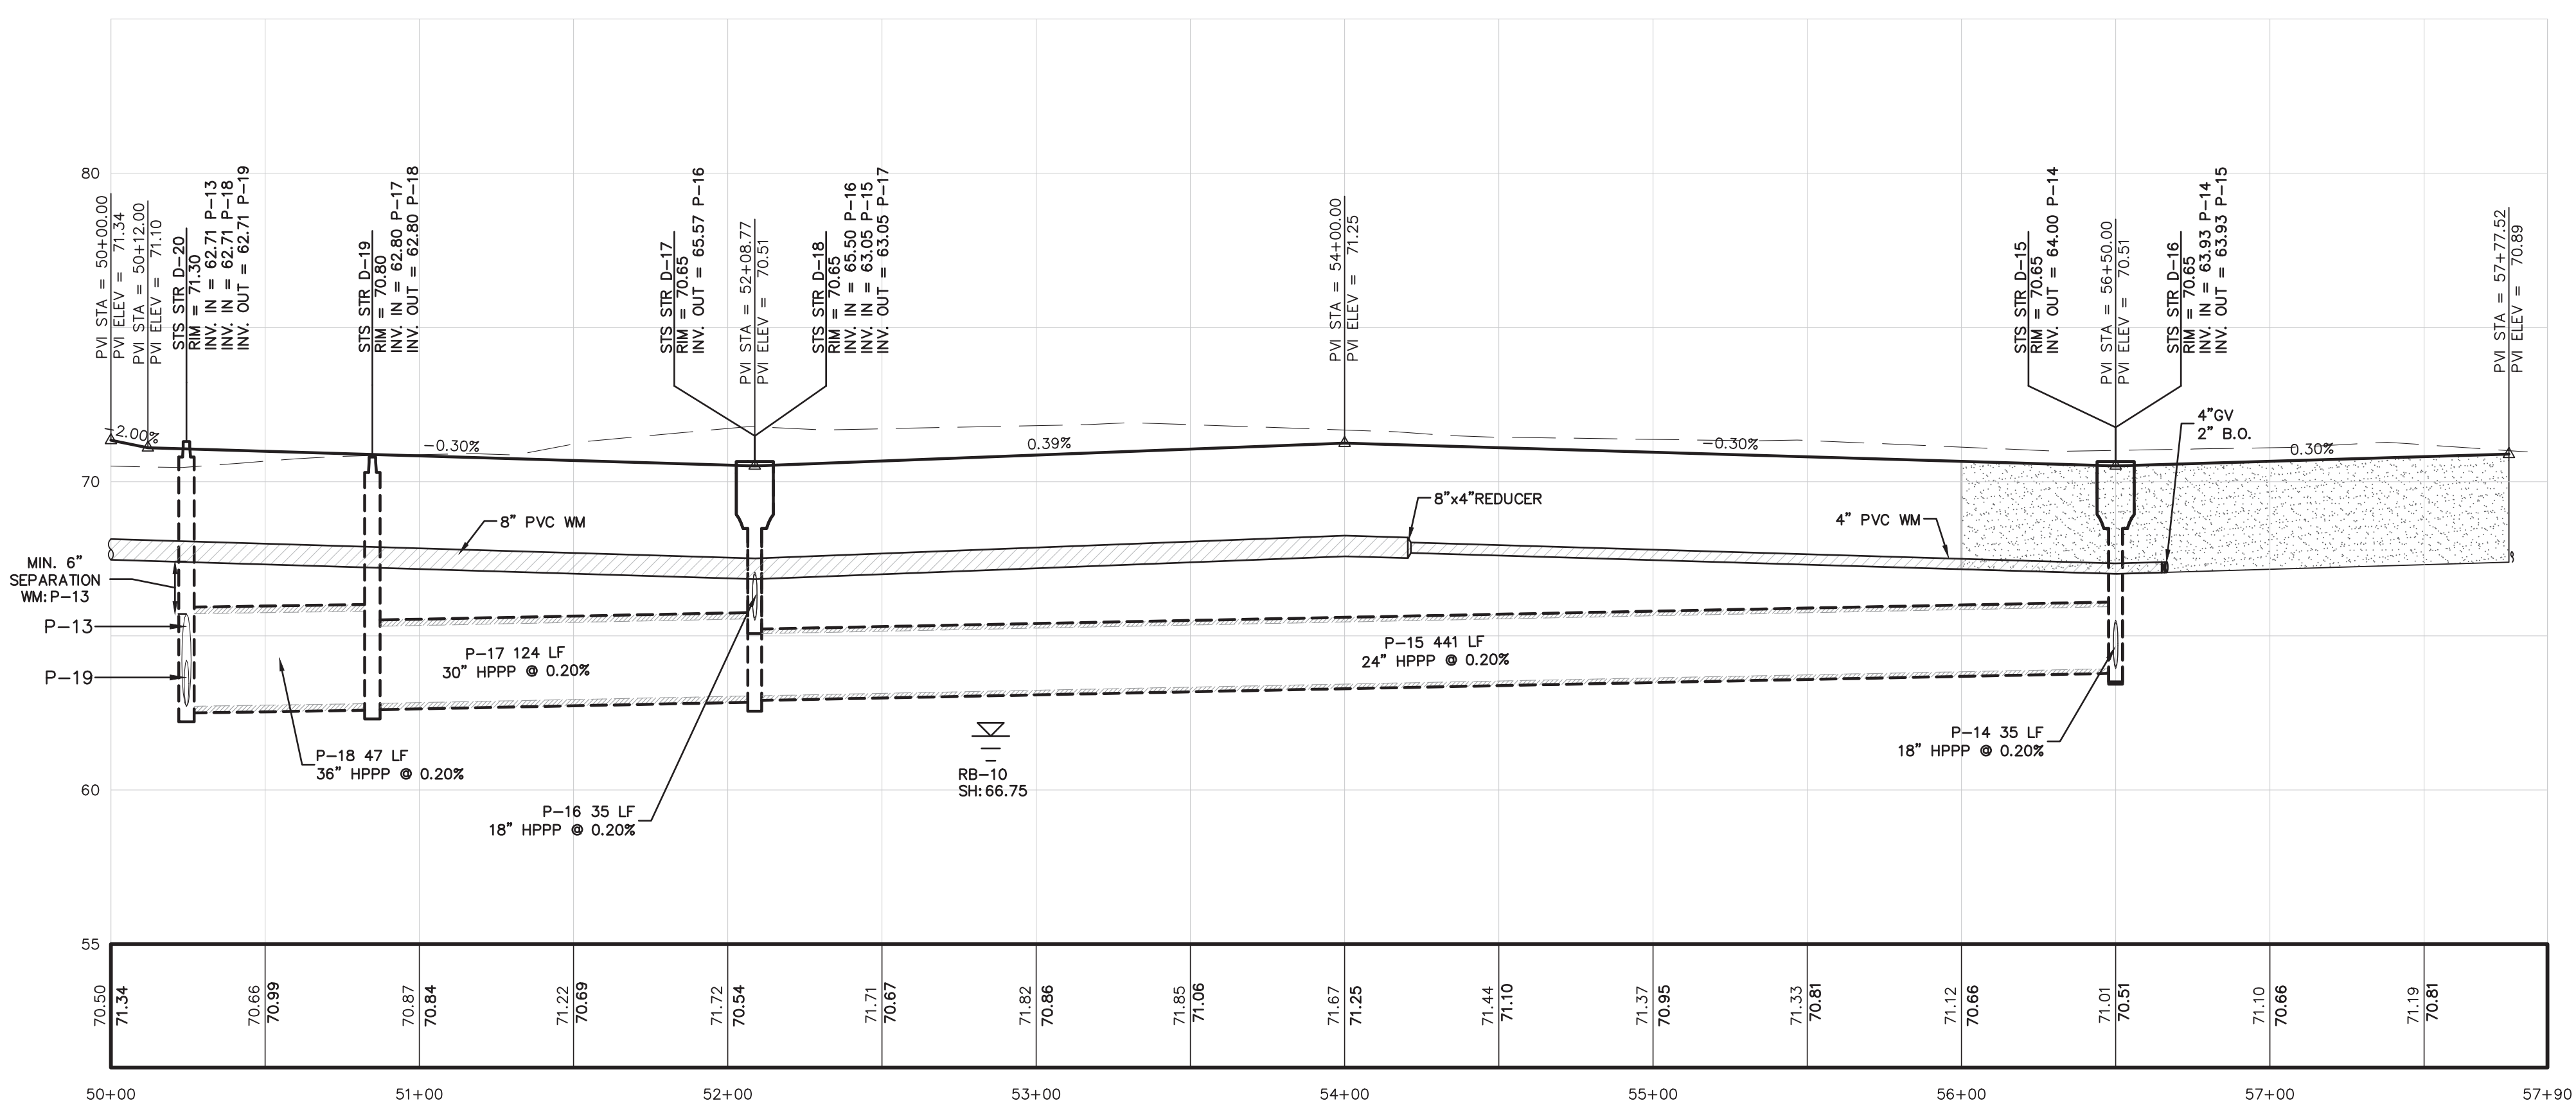 80
70
60
55
PVI STA = 50+00.00
PVI ELEV = 71.34
PVI STA = 50+12.00
PVI ELEV = 71.10
STS STR D-20
RIM = 71.30
INV. IN = 62.71 P-13
INV. IN = 62.71 P-18
INV. OUT = 62.71 P-19
STS STR D-19
RIM = 70.80
INV. IN = 62.80 P-17
INV. OUT = 62.80 P-18
STS STR D-17
RIM = 70.65
INV. OUT = 65.57 P-16
PVI STA = 52+08.77
PVI ELEV = 70.51
STS STR D-18
RIM = 70.65
INV. IN = 65.50 P-16
INV. IN = 63.05 P-15
INV. OUT = 63.05 P-17
PVI STA = 54+00.00
PVI ELEV = 71.25
STS STR D-15
RIM = 70.65
INV. OUT = 64.00 P-14
PVI STA = 56+50.00
PVI ELEV = 70.51
STS STR D-16
RIM = 70.65
INV. IN = 63.93 P-14
INV. OUT = 63.93 P-15
PVI STA = 57+77.52
PVI ELEV = 70.89
-2.00%
-0.30%
0.39%
-0.30%
0.30%
4"GV
2" B.O.
8" PVC WM
8"x4"REDUCER
4" PVC WM
MIN. 6"
SEPARATION
WM:P-13
P-13
P-19
P-17 124 LF
30" HPPP @ 0.20%
P-15 441 LF
24" HPPP @ 0.20%
P-18 47 LF
36" HPPP @ 0.20%
P-16 35 LF
18" HPPP @ 0.20%
RB-10
SH:66.75
P-14 35 LF
18" HPPP @ 0.20%
70.50
71.34
70.66
70.99
70.87
70.84
71.22
70.69
71.72
70.54
71.71
70.67
71.82
70.86
71.85
71.06
71.67
71.25
71.44
71.10
71.37
70.95
71.33
70.81
71.12
70.66
71.01
70.51
71.10
70.66
71.19
70.81
50+00
51+00
52+00
53+00
54+00
55+00
56+00
57+00
57+90